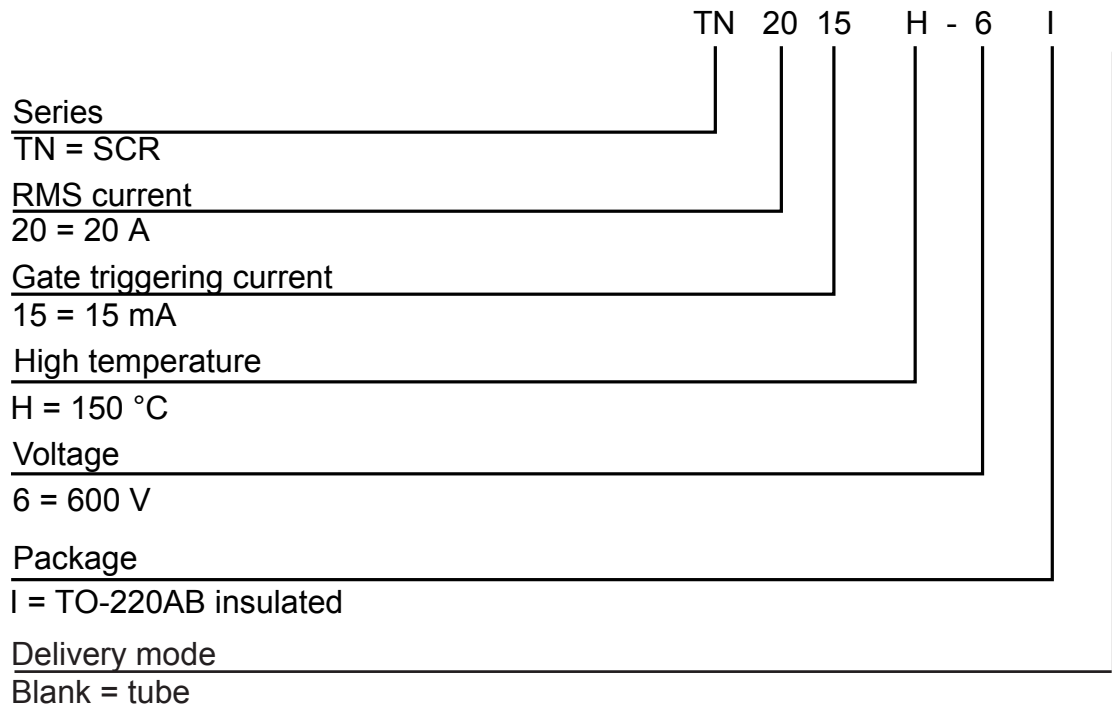 TN 20 15 H - 6 I
Series
TN = SCR
RMS current
20 = 20 A
Gate triggering current
15 = 15 mA
High temperature
H = 150 °C
Voltage
6 = 600 V
Package
I = TO-220AB insulated
Delivery mode
Blank = tube